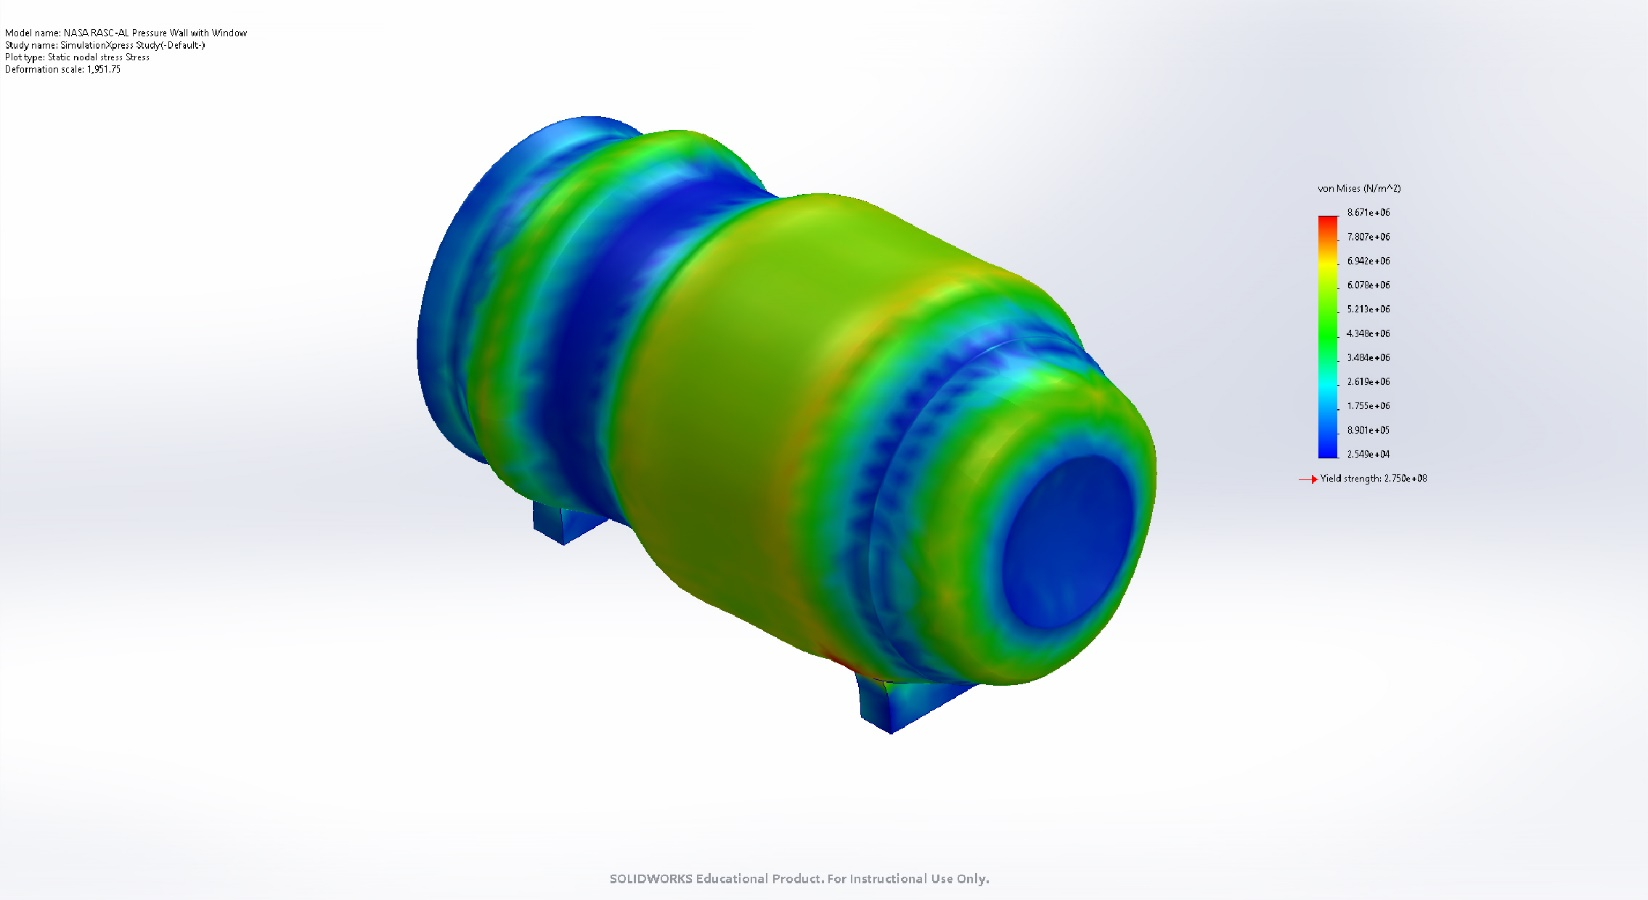 Model name: NASA RASC-AL Pressure Wall with Window
Study name: SimulationXpress Study(-Default-)
Plot type: Static nodal stress Stress
Deformation scale: 1,951.75
von Mises (N/m^2)
8.671e+06
7.807e+06
6.942e+06
6.078e+06
5.213e+06
4.348e+06
3.484e+06
2.619e+06
1.755e+06
8.901e+05
2.549e+04
Yield strength: 2.750e+08
SOLIDWORKS Educational Product. For Instructional Use Only.